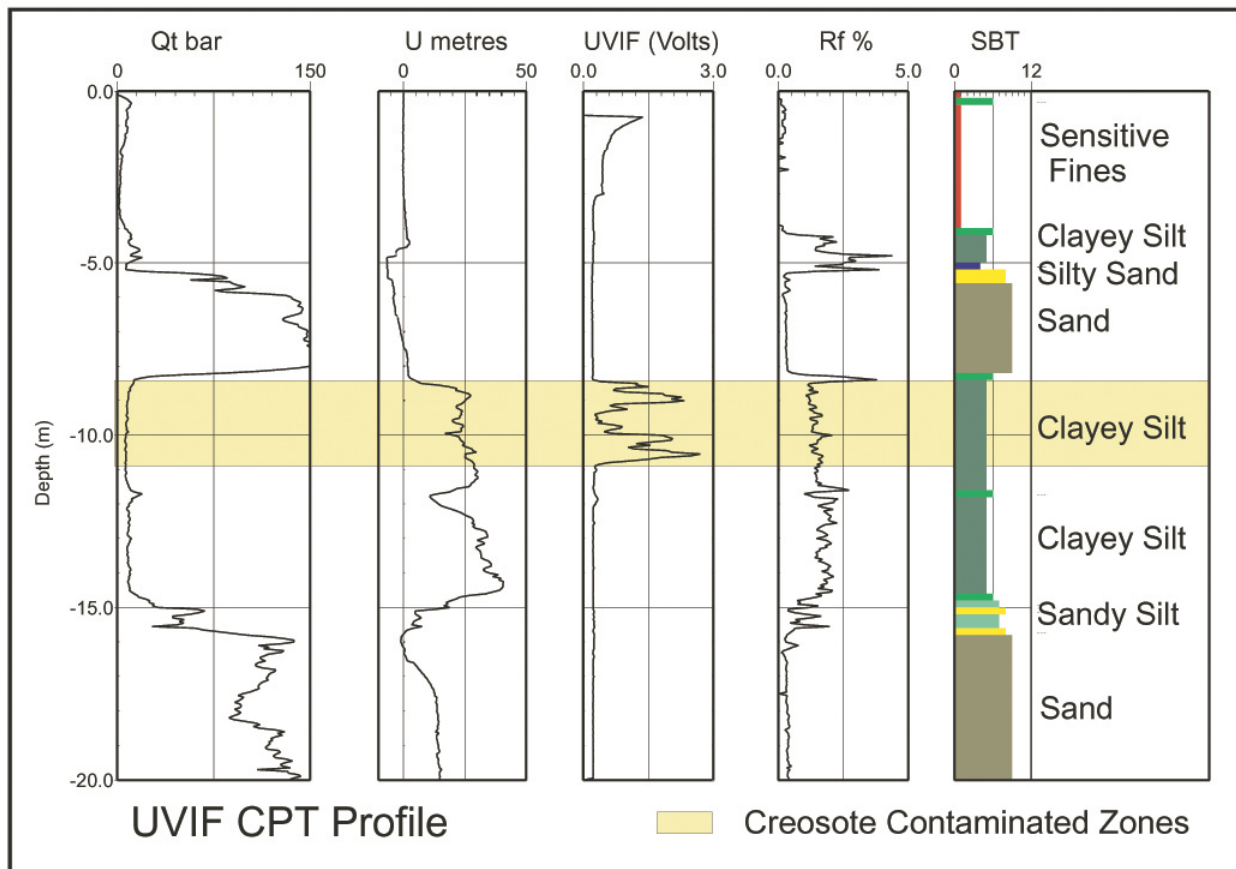 Qt bar U metres UVIF (Volts) Rf % SBT
0 150 0 50 0.0 3.0 0.0 5.0 0 12
0.0
Sensitive
Fines
Clayey Silt
-5.0
Silty Sand
Sand
Clayey Silt
-10.0
Depth (m)
Clayey Silt
-15.0
Sandy Silt
Sand
-20.0
UVIF CPT Profile
Creosote Contaminated Zones